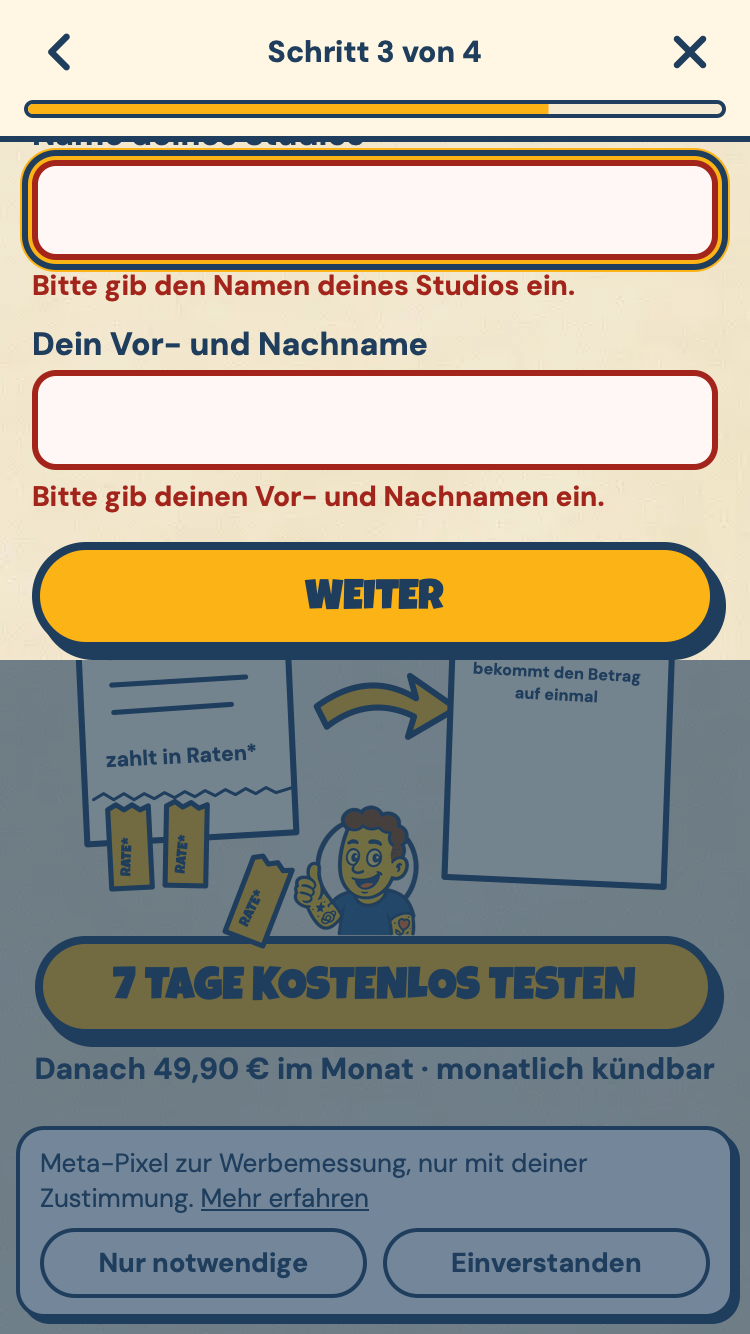 Schritt 3 von 4
Name deines Studios
Bitte gib den Namen deines Studios ein.
Dein Vor- und Nachname
Bitte gib deinen Vor- und Nachnamen ein.
WEITER
bekommt den Betrag
auf einmal
zahlt in Raten*
RATE*
RATE*
RATE*
7 TAGE KOSTENLOS TESTEN
Danach 49,90 € im Monat · monatlich kündbar
Meta-Pixel zur Werbemessung, nur mit deiner
Zustimmung. Mehr erfahren
Nur notwendige
Einverstanden